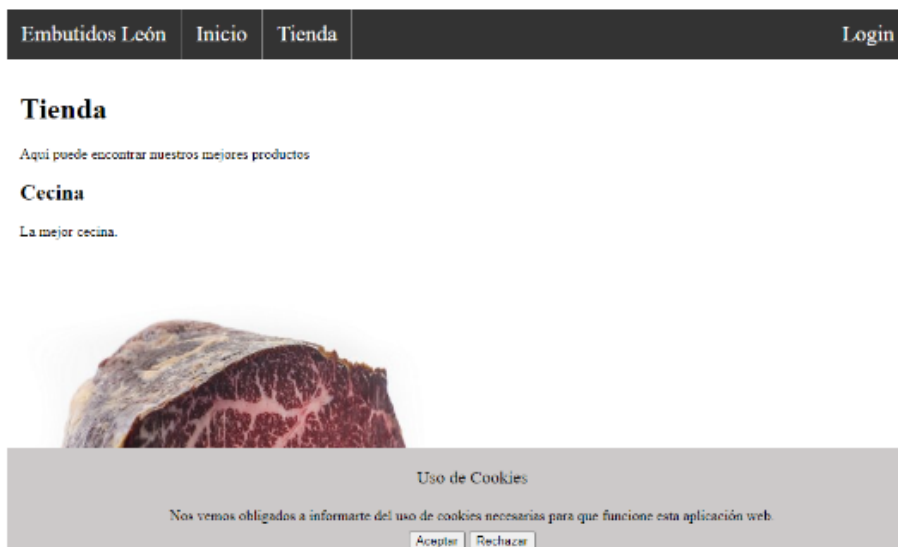 Embutidos León Inicio Tienda Login
Tienda
Aqui puede encontrar nuestros mejores productos
Cecina
La mejor cecina.
Uso de Cookies
Nos vemos obligados a informarte del uso de cookies necesarias para que funcione esta aplicación web.
Aceptar Rechazar